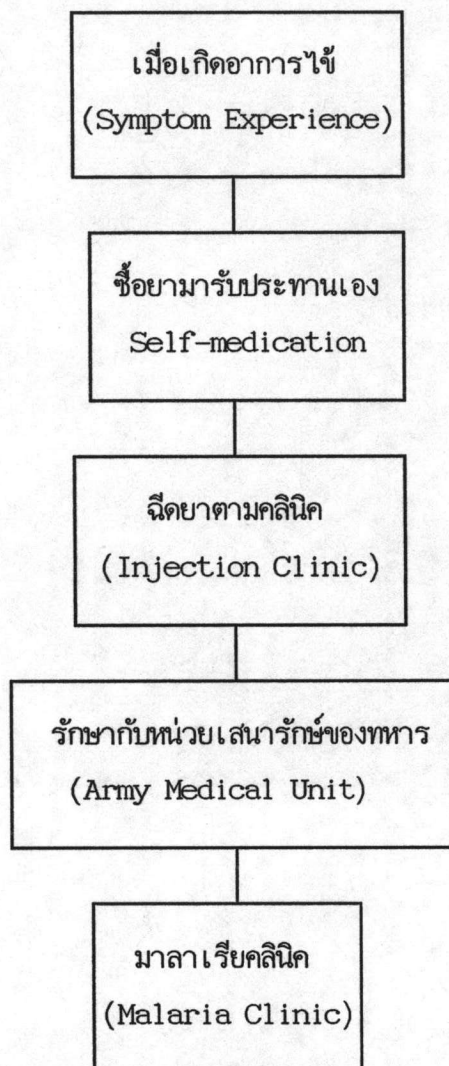 เมื่อเกิดอาการไข้
(Symptom Experience)
ซื้อยามารับประทานเอง
Self-medication
ฉีดยาตามคลินิค
(Injection Clinic)
รักษากับหน่วยเสนารักษ์ของทหาร
(Army Medical Unit)
มาลาเรียคลินิค
(Malaria Clinic)